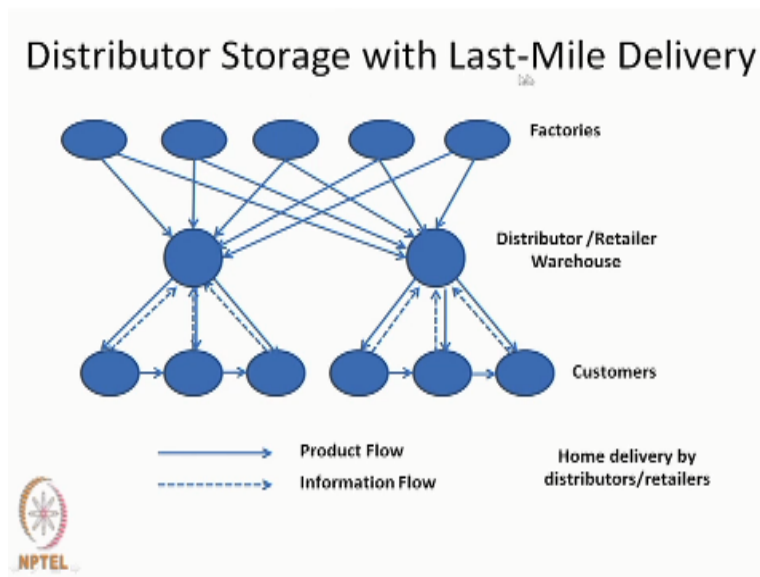 Distributor Storage with Last-Mile Delivery
Factories
Distributor /Retailer
Warehouse
Customers
Product Flow
Information Flow
Home delivery by
distributors/retailers
NPTEL